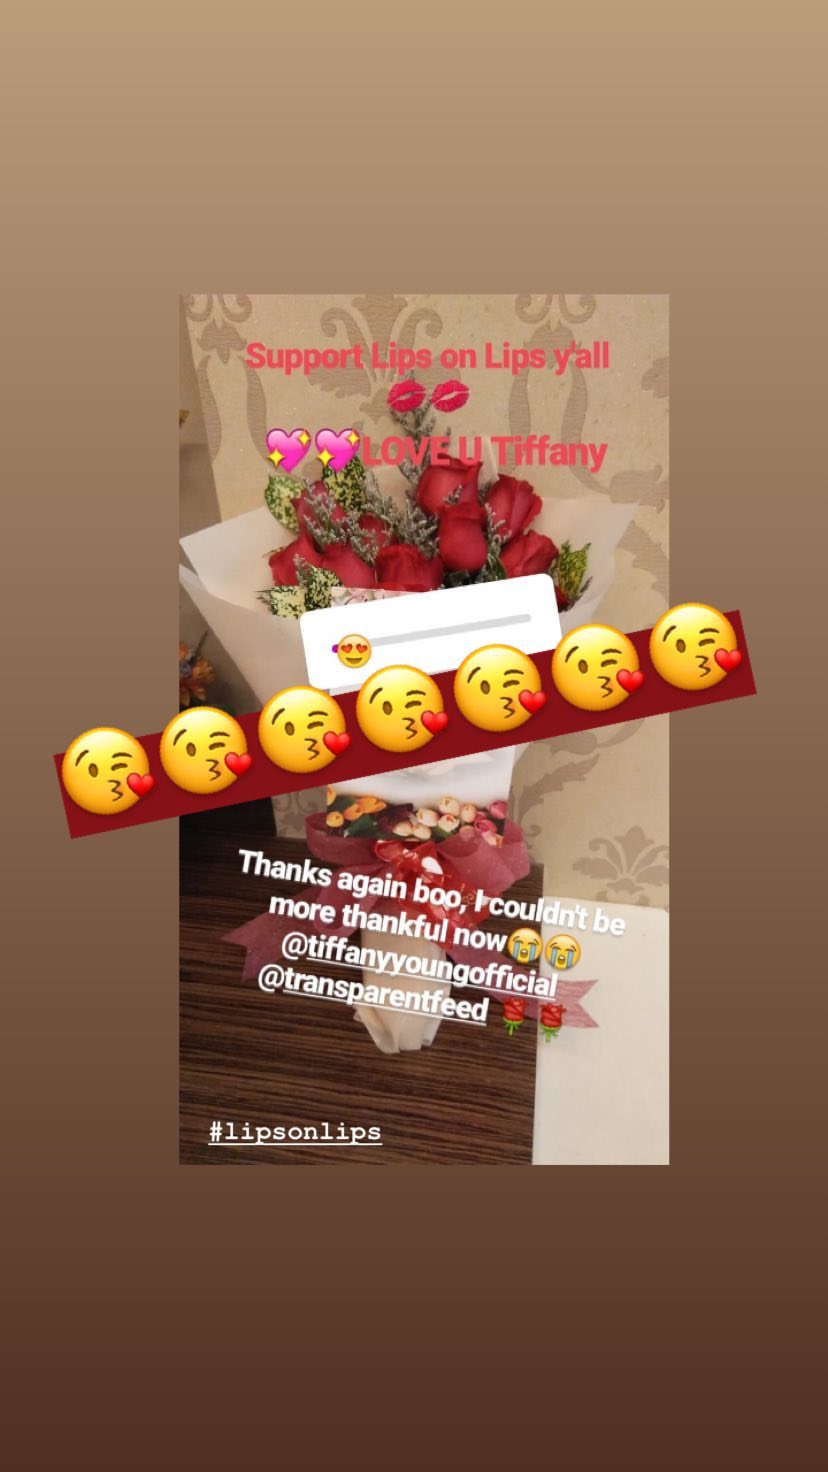 Support Lips on Lips y'all
💋💋
💖💖LOVE U Tiffany
😍
😘😘😘😘😘😘😘
Thanks again boo, I couldn't be
more thankful now😭😭
@tiffanyyoungofficial
@transparentfeed 🌹🌹
#lipsonlips